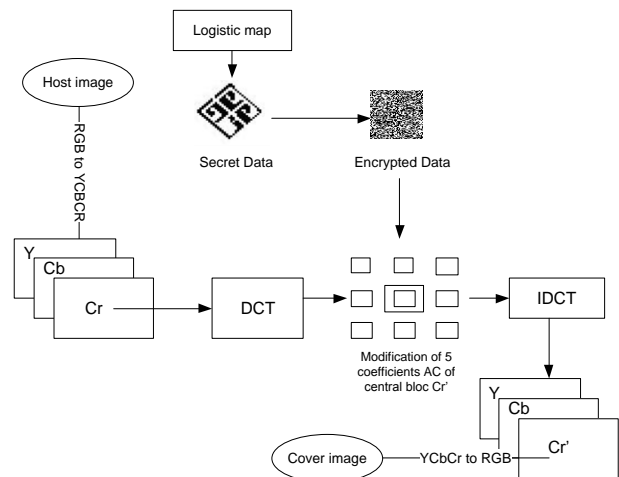 Logistic map
Host image
Secret Data
Encrypted Data
RGB to YCBCR
Y
Cb
Cr
DCT
IDCT
Modification of 5
coefficients AC of
central bloc Cr'
Y
Cb
Cr'
Cover image
YCbCr to RGB